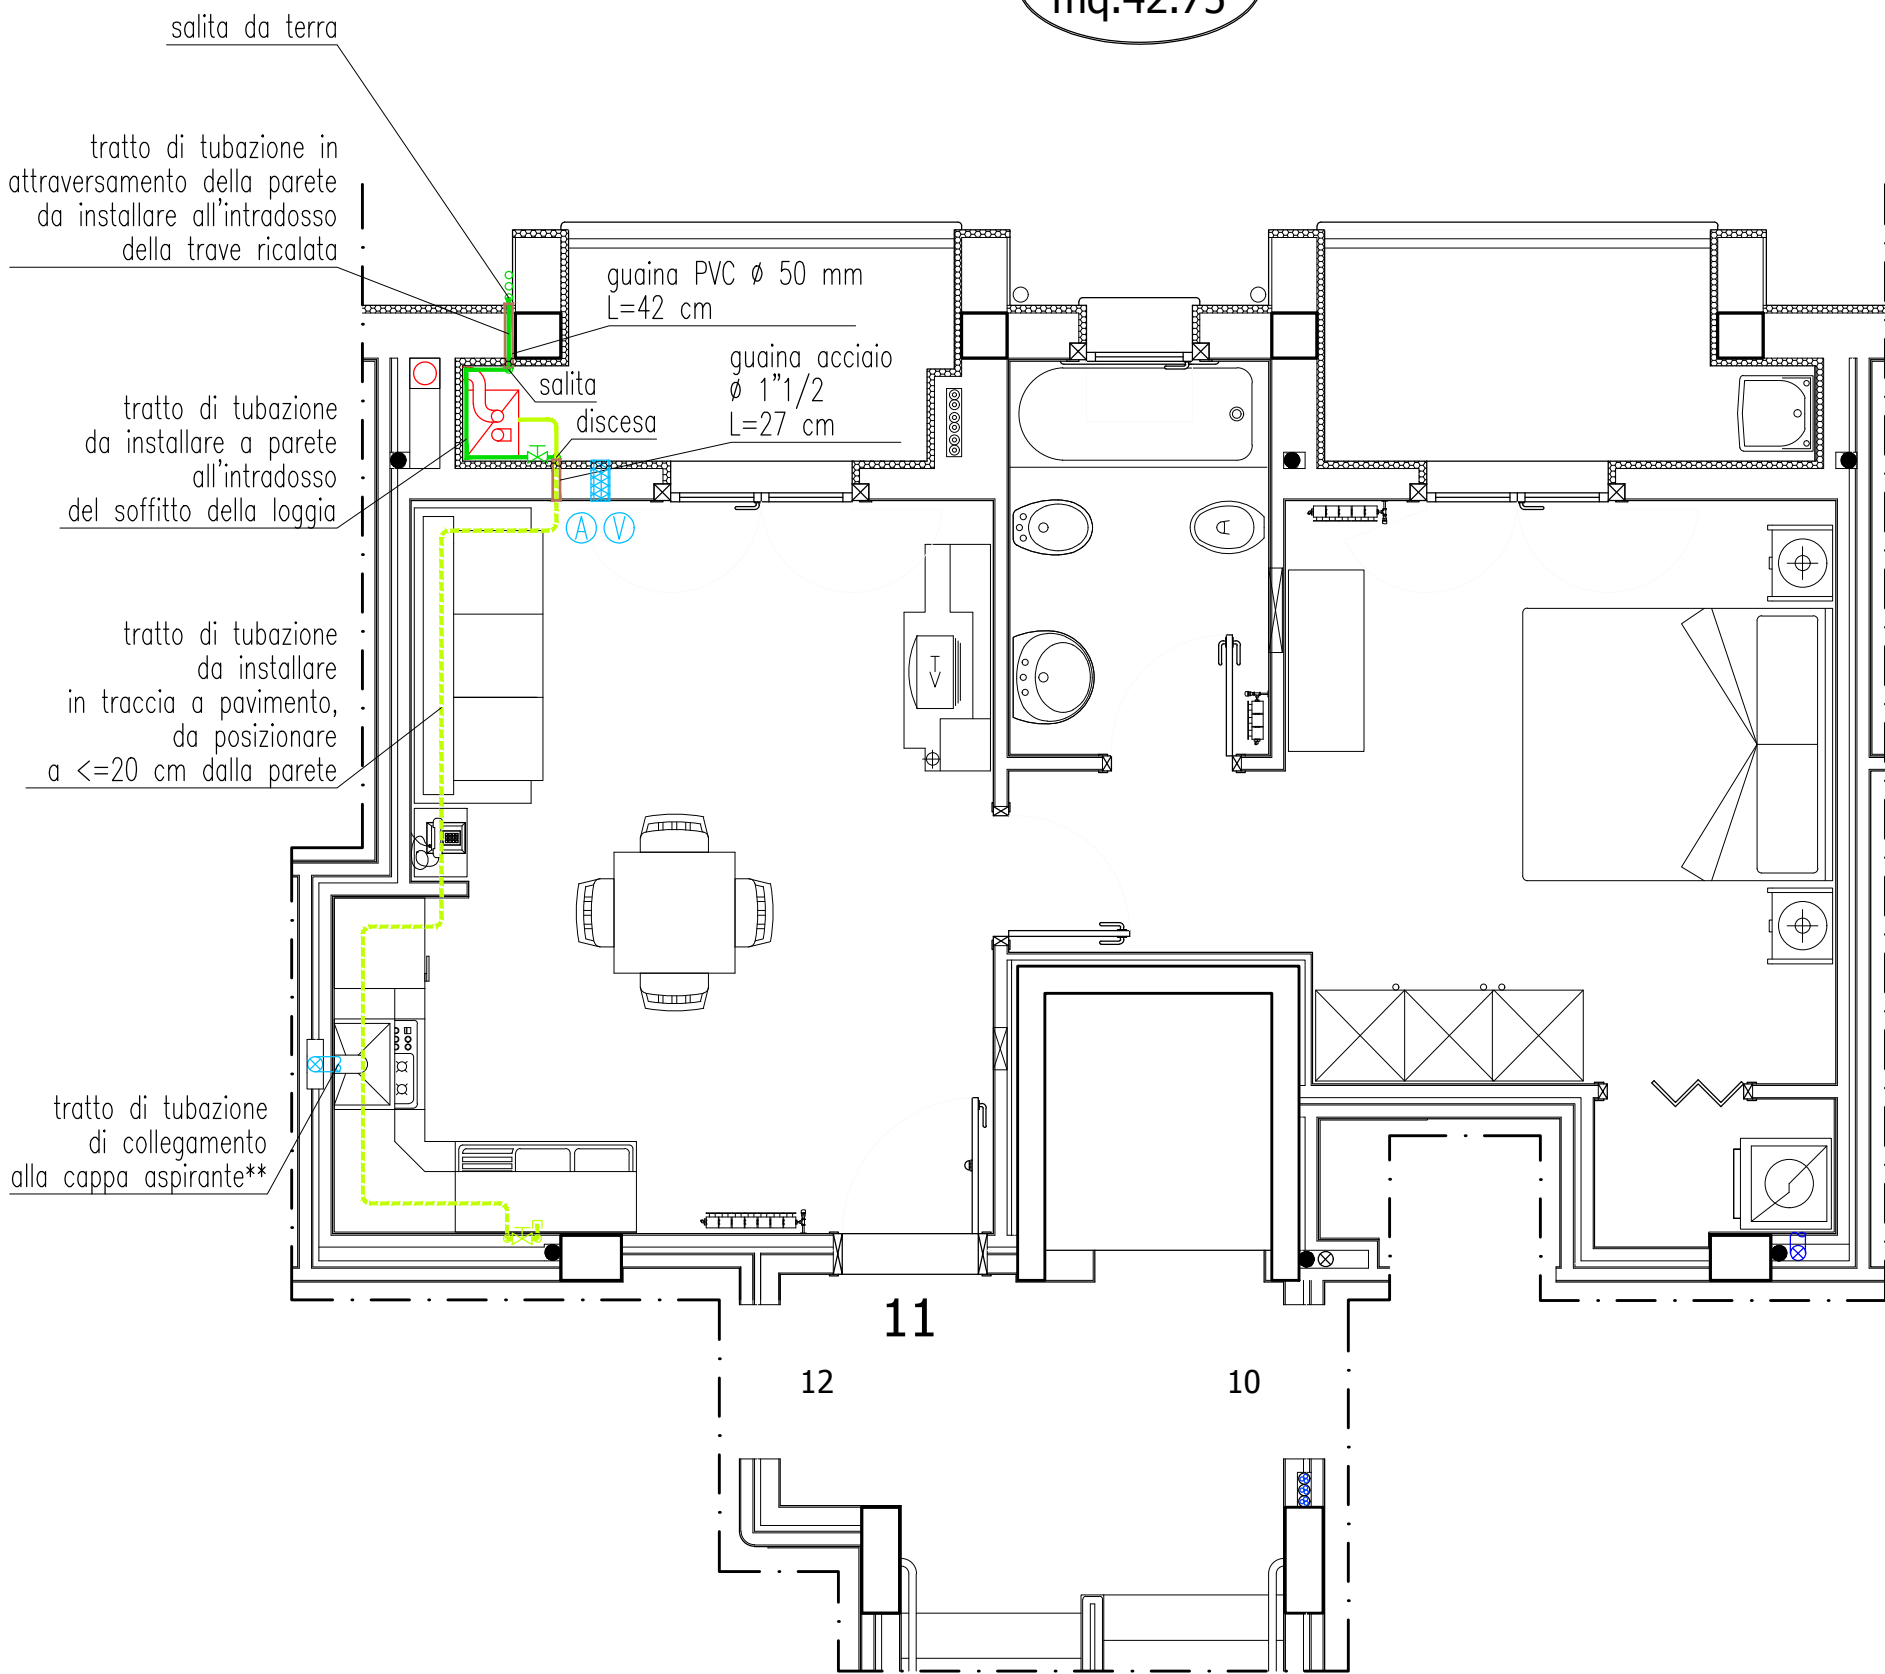 mq.42.75
salita da terra
tratto di tubazione in
attraversamento della parete
da installare all'intradosso
della trave ricalata
guaina PVC ø 50 mm
L=42 cm
guaina acciaio
ø 1"1/2
L=27 cm
salita
discesa
tratto di tubazione
da installare a parete
all'intradosso
del soffitto della loggia
A V
tratto di tubazione
da installare
in traccia a pavimento,
da posizionare
a <=20 cm dalla parete
tratto di tubazione
di collegamento
alla cappa aspirante**
11
12
10